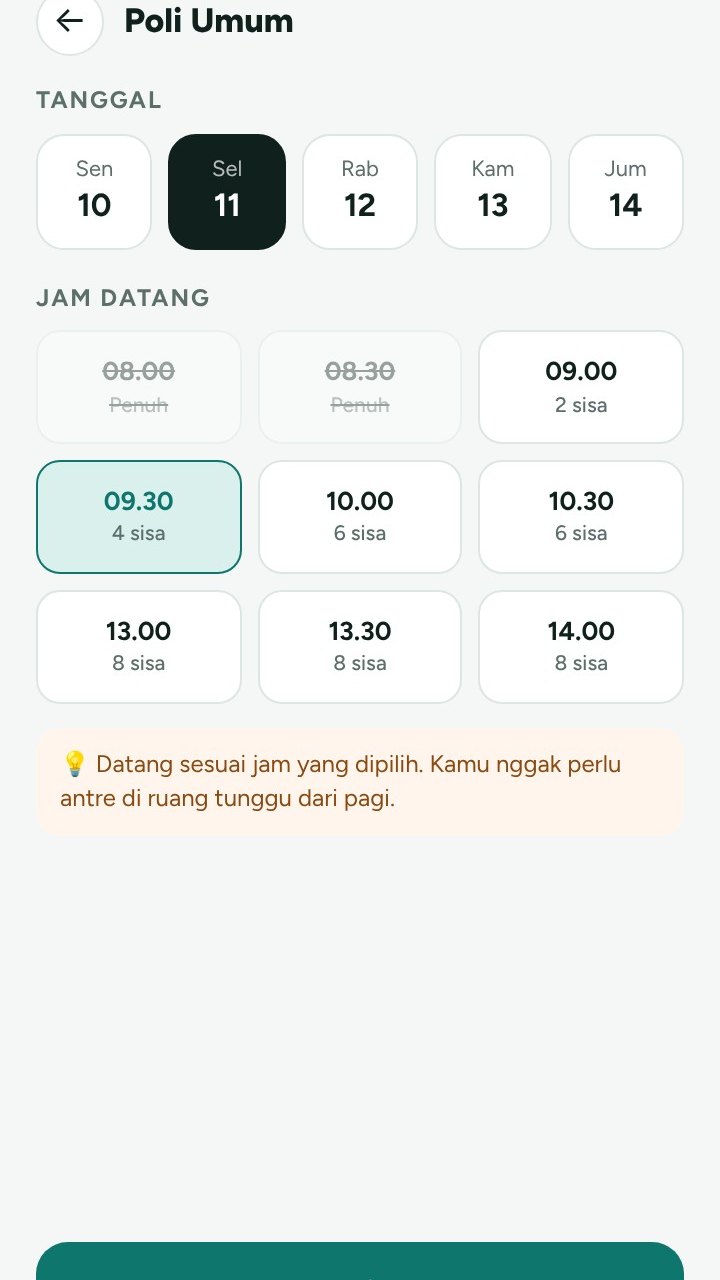 Poli Umum
TANGGAL
Sen
10
Sel
11
Rab
12
Kam
13
Jum
14
JAM DATANG
08.00
Penuh
08.30
Penuh
09.00
2 sisa
09.30
4 sisa
10.00
6 sisa
10.30
6 sisa
13.00
8 sisa
13.30
8 sisa
14.00
8 sisa
💡 Datang sesuai jam yang dipilih. Kamu nggak perlu
antre di ruang tunggu dari pagi.